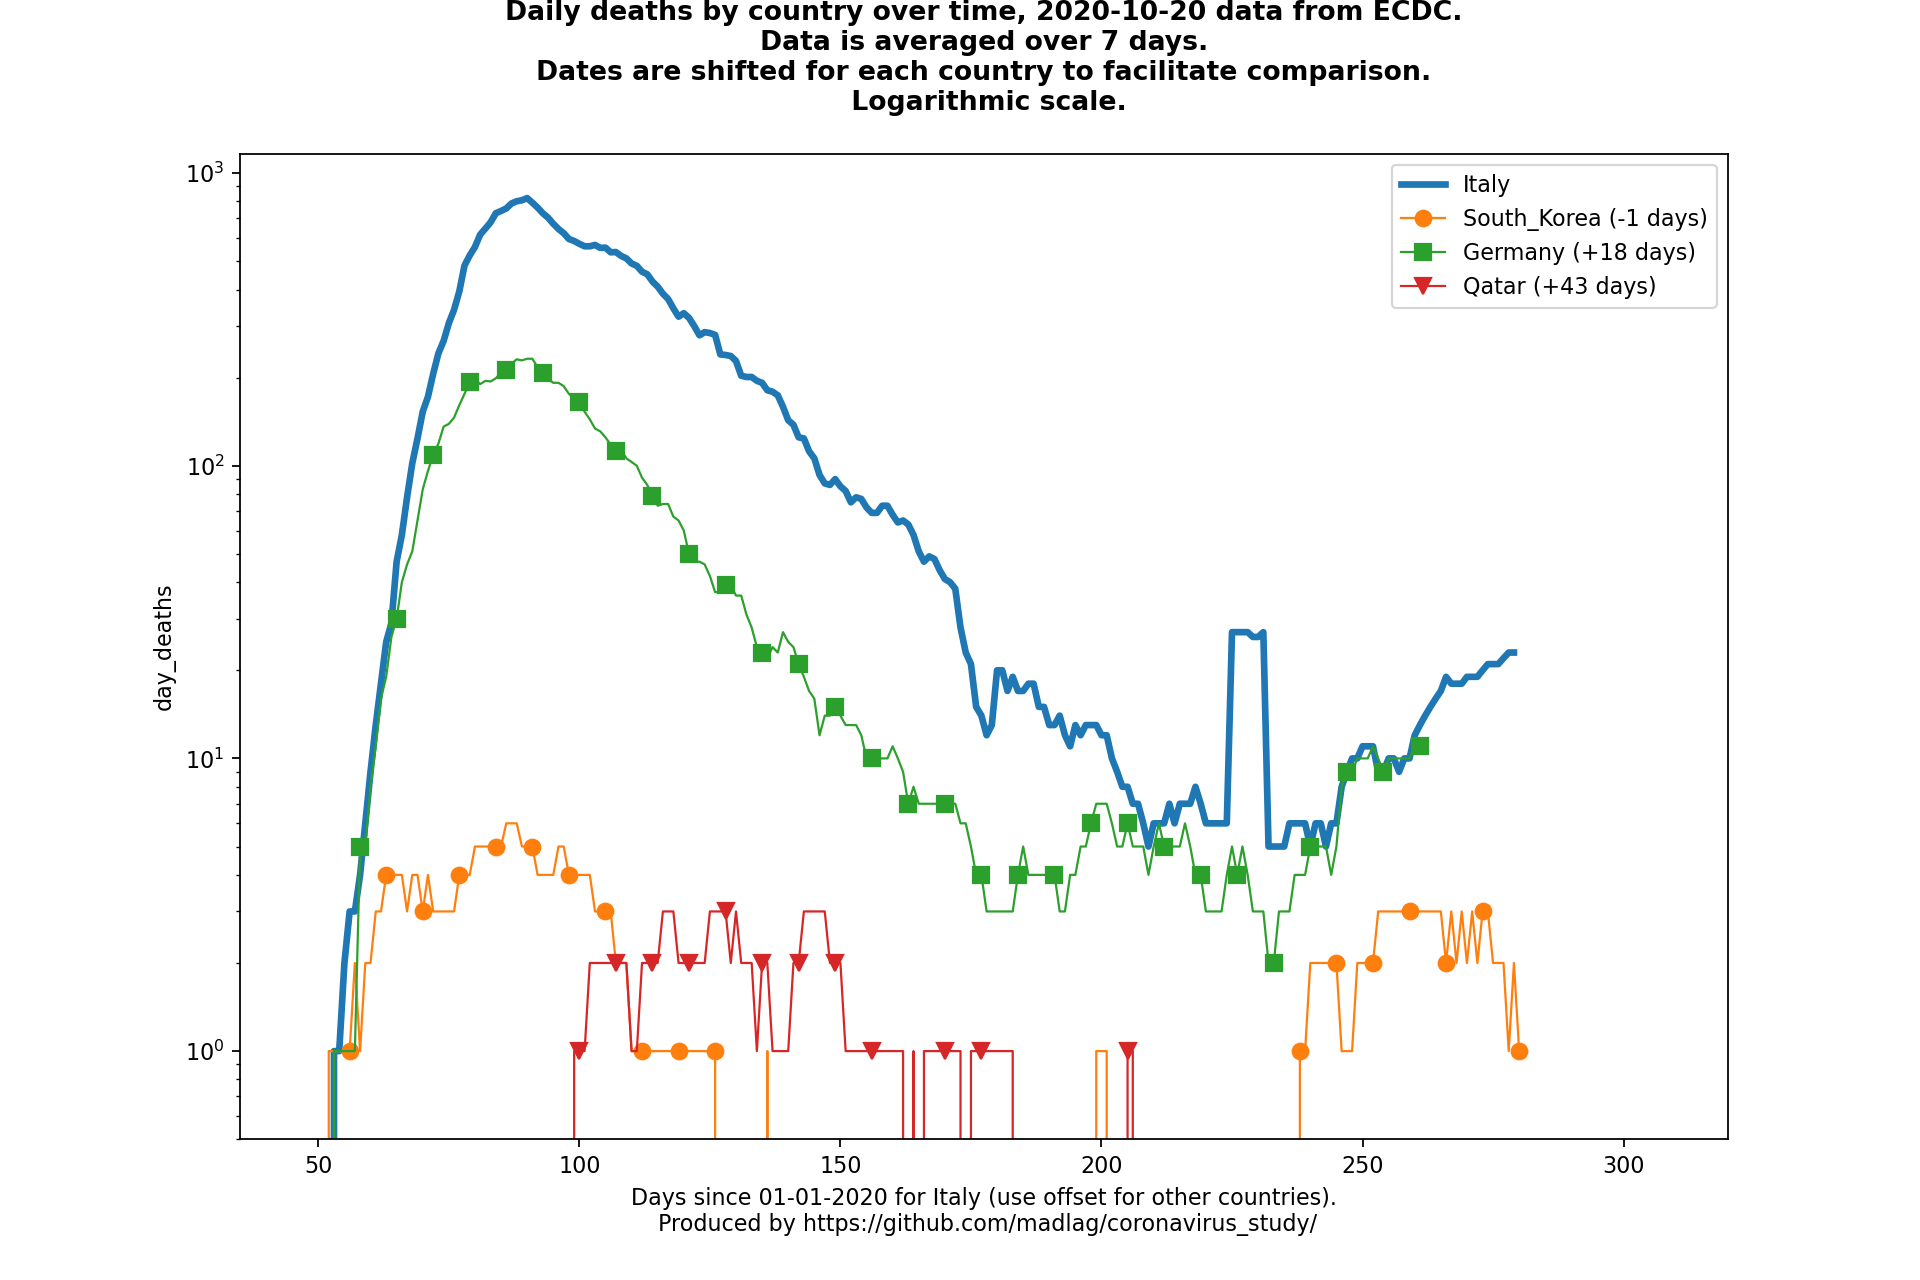 Daily deaths by country over time, 2020-10-20 data from ECDC.
Data is averaged over 7 days.
Dates are shifted for each country to facilitate comparison.
Logarithmic scale.
10³
10²
10¹
10⁰
day_deaths
Italy
South_Korea (-1 days)
Germany (+18 days)
Qatar (+43 days)
50 100 150 200 250 300
Days since 01-01-2020 for Italy (use offset for other countries).
Produced by https://github.com/madlag/coronavirus_study/